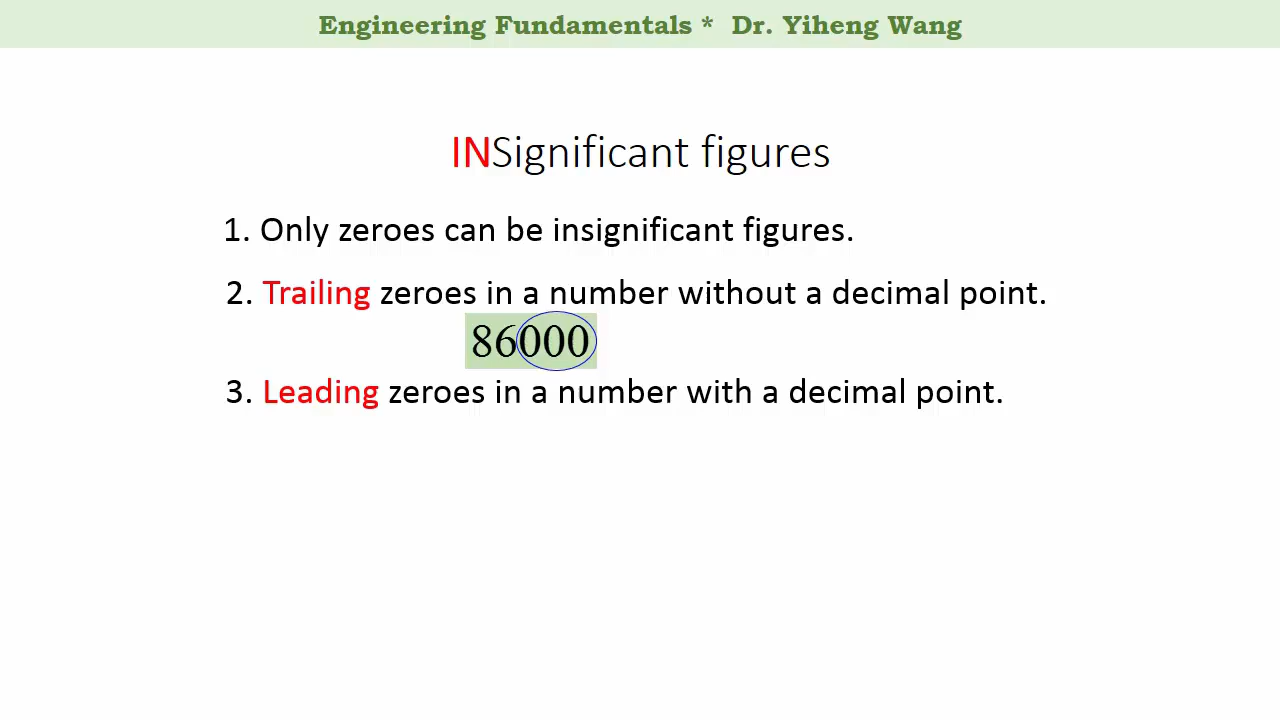 Engineering Fundamentals * Dr. Yiheng Wang
INSignificant figures
1. Only zeroes can be insignificant figures.
2. Trailing zeroes in a number without a decimal point.
86000
3. Leading zeroes in a number with a decimal point.